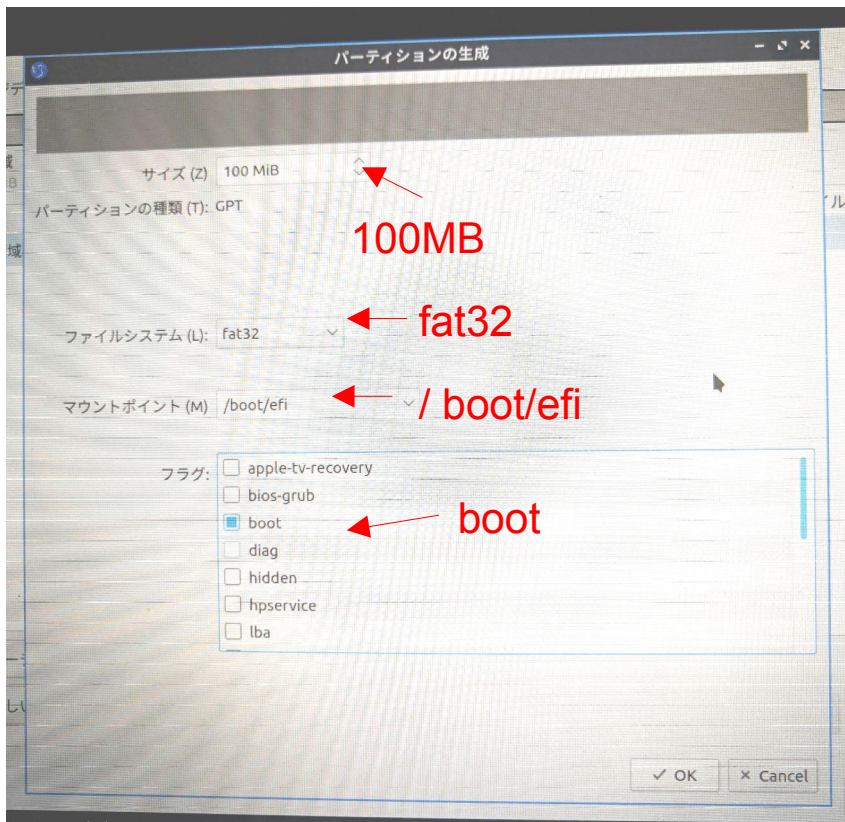 パーティションの生成
サイズ (Z) 100 MiB
100MB
パーティションの種類 (T): GPT
ファイルシステム (L): fat32
fat32
マウントポイント (M) /boot/efi
/ boot/efi
フラグ:
apple-tv-recovery
bios-grub
boot
boot
diag
hidden
hpservice
lba
OK
Cancel